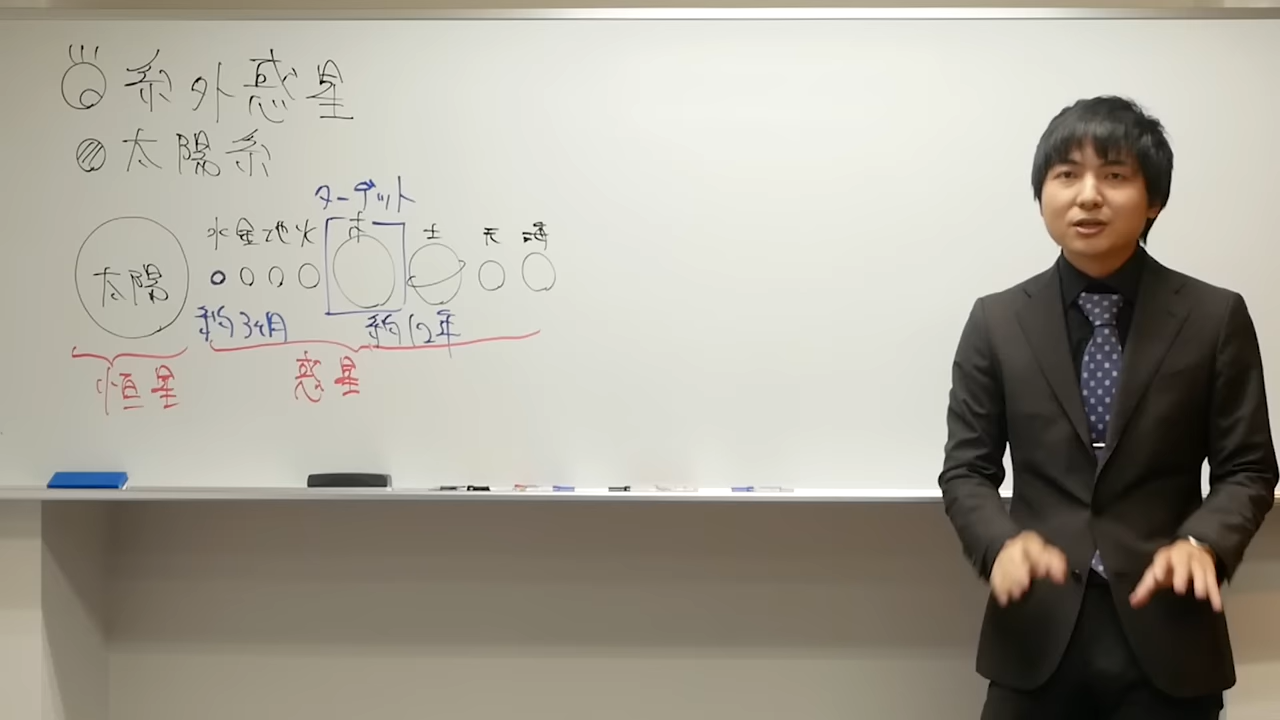 系外惑星
太陽系
ターゲット
水 金 地 火 木 土 天 海
太陽
約3ヶ月 約12年
恒星 惑星